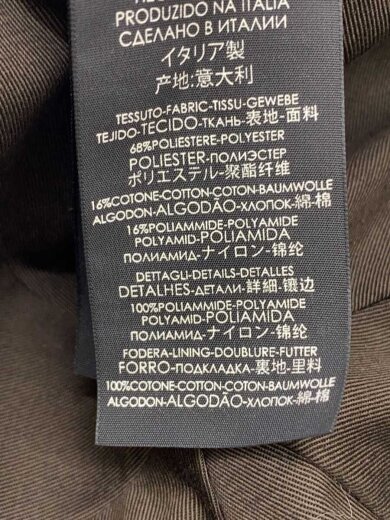 PRODUZIDO NA ITALIA
СДЕЛАНО В ИТАЛИИ
イタリア製
产地:意大利
TESSUTO-FABRIC-TISSU-GEWEBE
TEJIDO-TECIDO-ТКАНЬ-表地-面料
68%POLIESTERE-POLYESTER
POLIESTER-ПОЛИЭСТЕР
ポリエステル-聚酯纤维
16%COTONE-COTTON-COTON-BAUMWOLLE
ALGODON-ALGODÃO-ХЛОПОК-綿-棉
16%POLIAMMIDE-POLYAMIDE
POLYAMID-POLIAMIDA
ПОЛИАМИД-ナイロン-锦纶
DETTAGLI-DETAILS-DETALLES
DETALHES-ДЕТАЛИ-詳細-镶边
100%POLIAMMIDE-POLYAMIDE
POLYAMID-POLIAMIDA
ПОЛИАМИД-ナイロン-锦纶
FODERA-LINING-DOUBLURE-FUTTER
FORRO-ПОДКЛАДКА-裏地-里料
100%COTONE-COTTON-COTON-BAUMWOLLE
ALGODON-ALGODÃO-ХЛОПОК-綿-棉